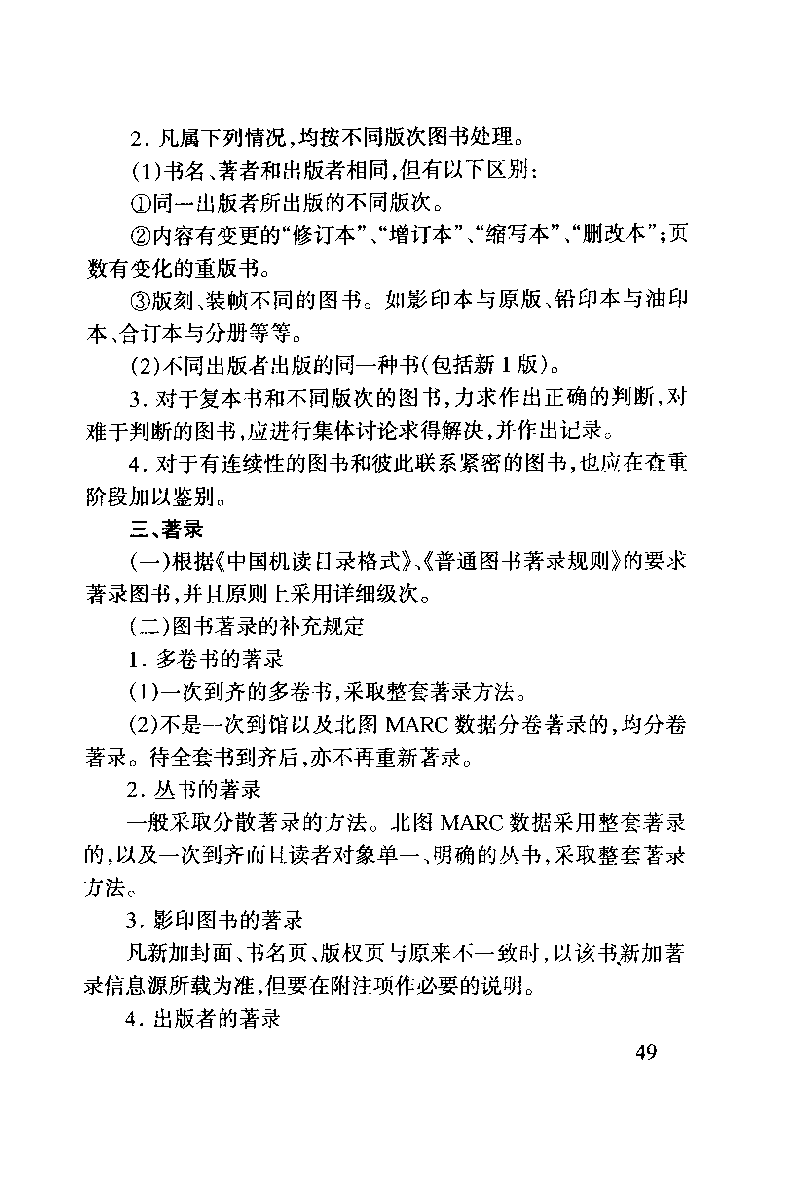 2. 凡属下列情况,均按不同版次图书处理。
(1)书名、著者和出版者相同,但有以下区别:
①同一出版者所出版的不同版次。
②内容有变更的“修订本”、“增订本”、“缩写本”、“删改本”;页
数有变化的重版书。
③版刻、装帧不同的图书。如影印本与原版、铅印本与油印
本、合订本与分册等等。
(2)不同出版者出版的同一种书(包括新1版)。
3. 对于复本书和不同版次的图书,力求作出正确的判断,对
难于判断的图书,应进行集体讨论求得解决,并作出记录。
4. 对于有连续性的图书和彼此联系紧密的图书,也应在查重
阶段加以鉴别。
三、著录
(一)根据《中国机读目录格式》、《普通图书著录规则》的要求
著录图书,并且原则上采用详细级次。
(二)图书著录的补充规定
1. 多卷书的著录
(1)一次到齐的多卷书,采取整套著录方法。
(2)不是一次到馆以及北图 MARC 数据分卷著录的,均分卷
著录。待全套书到齐后,亦不再重新著录。
2. 丛书的著录
一般采取分散著录的方法。北图 MARC 数据采用整套著录
的,以及一次到齐而且读者对象单一、明确的丛书,采取整套著录
方法。
3. 影印图书的著录
凡新加封面、书名页、版权页与原来不一致时,以该书新加著
录信息源所载为准,但要在附注项作必要的说明。
4. 出版者的著录
49